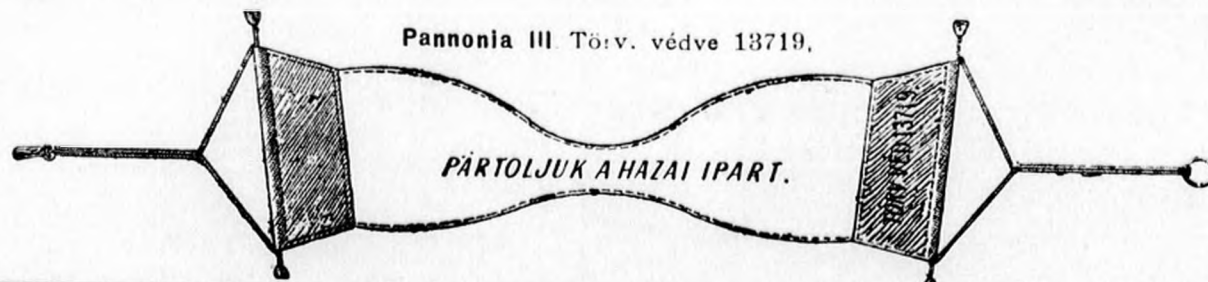 Pannonia III. Törv. védve 13719.
PÁRTOLJUK A HAZAI IPART.
TÖRV. VÉD. 13719.